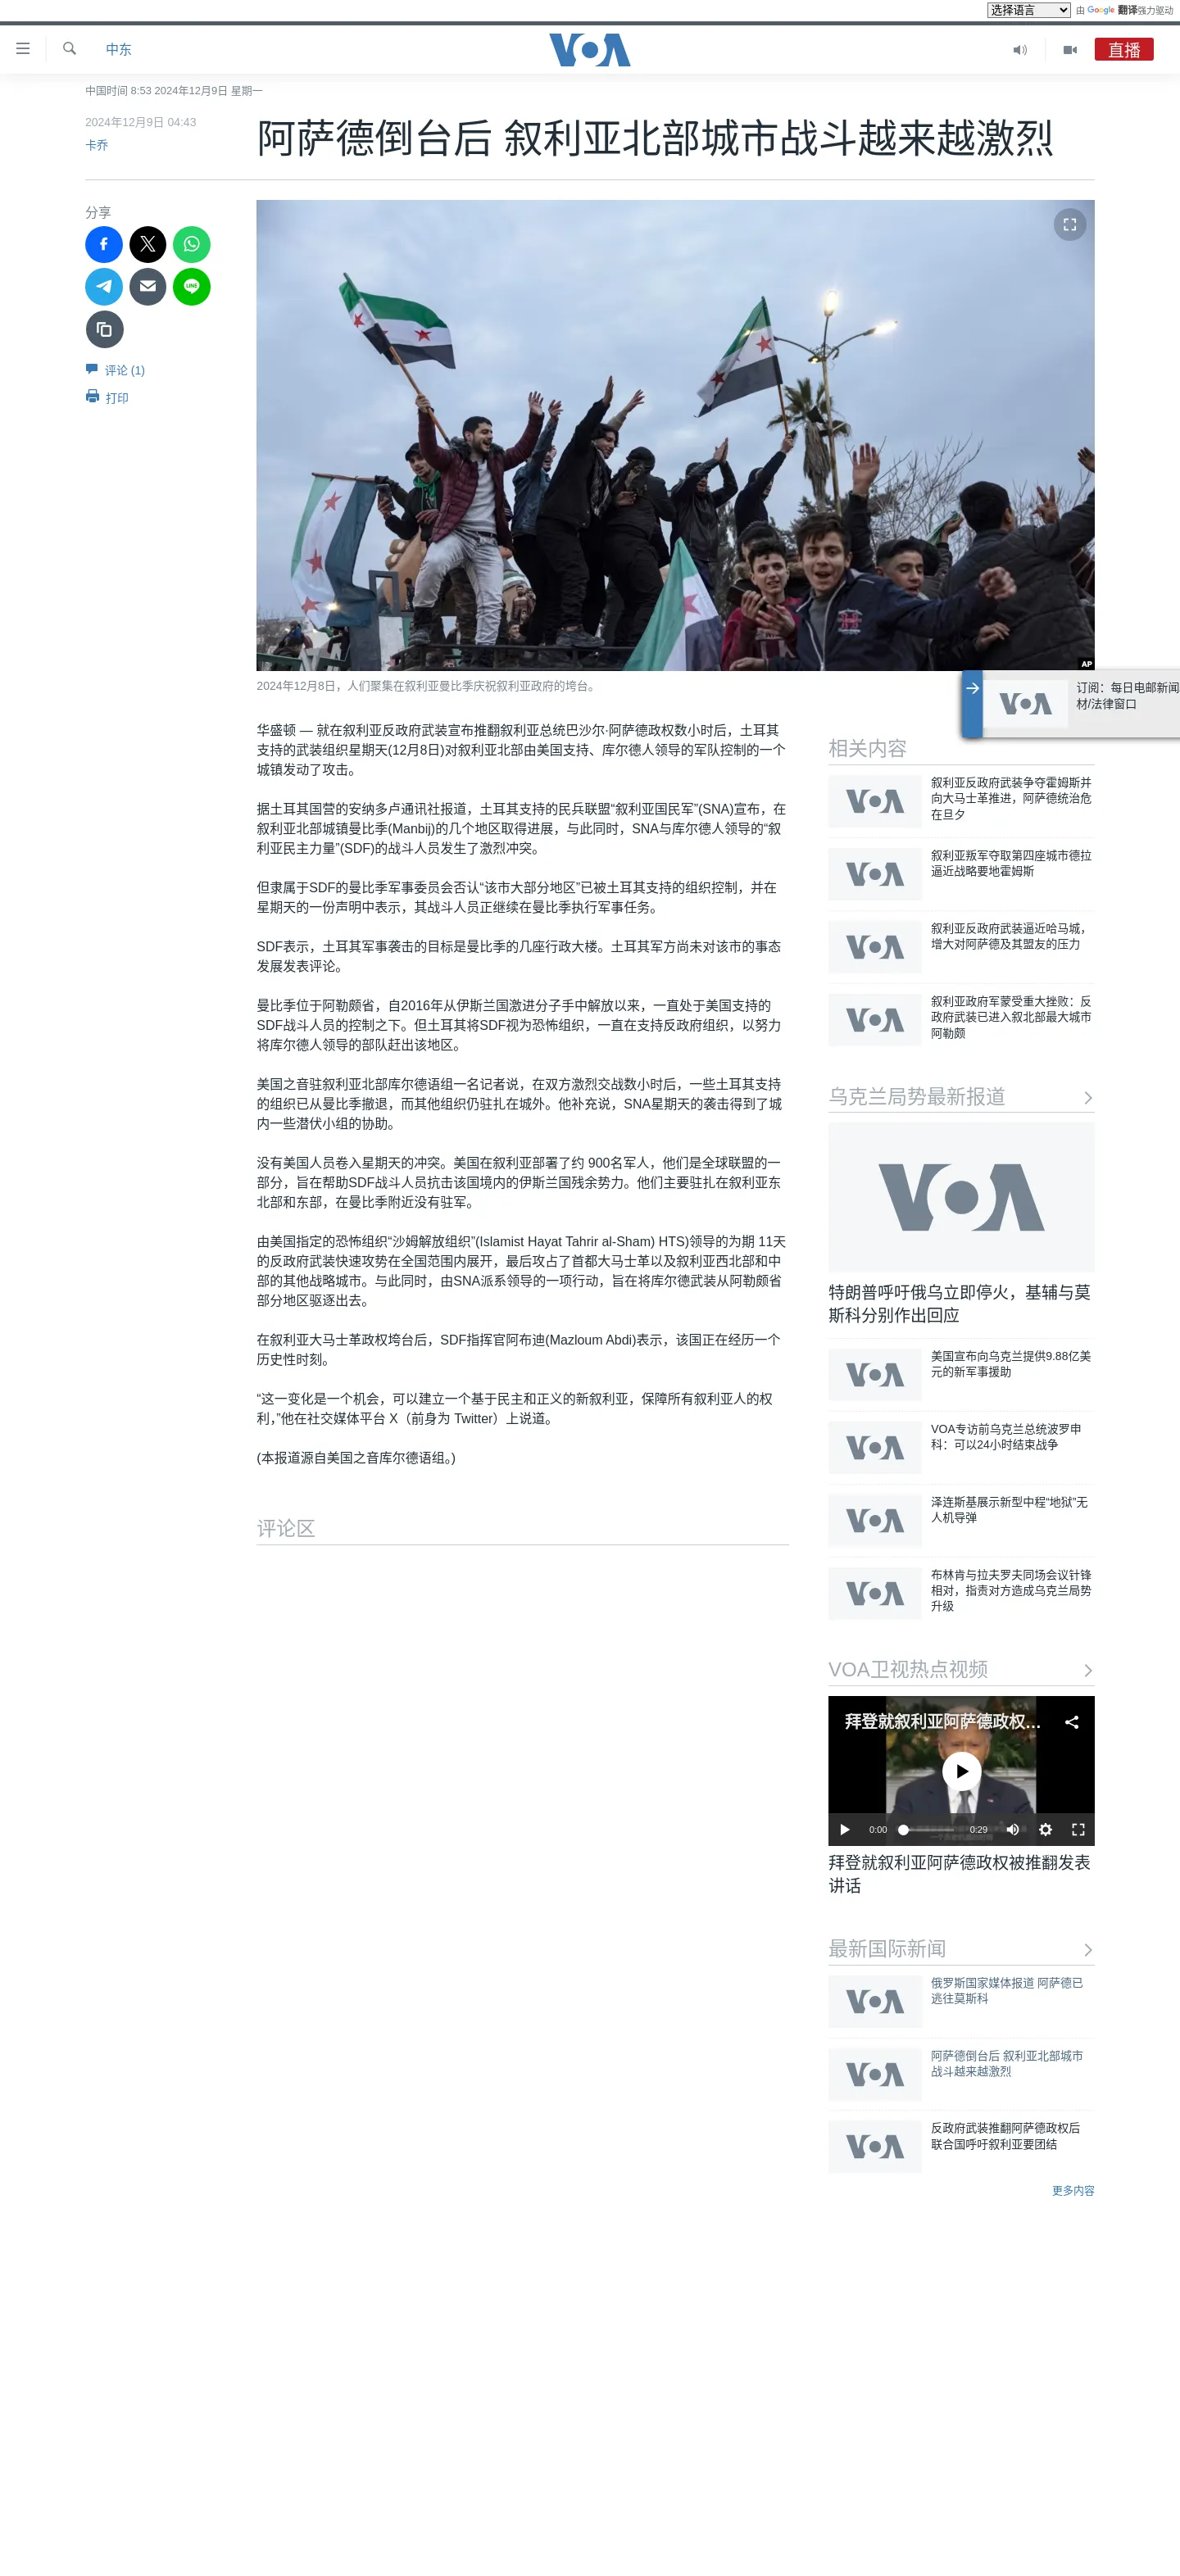 选择语言
由 Google 翻译强力驱动
中东
VOA
直播
中国时间 8:53 2024年12月9日 星期一
2024年12月9日 04:43
卡乔
阿萨德倒台后 叙利亚北部城市战斗越来越激烈
分享
LINE
评论 (1)
打印
AP
2024年12月8日，人们聚集在叙利亚曼比季庆祝叙利亚政府的垮台。
VOA
订阅：每日电邮新闻
材/法律窗口
华盛顿 — 就在叙利亚反政府武装宣布推翻叙利亚总统巴沙尔·阿萨德政权数小时后，土耳其
支持的武装组织星期天(12月8日)对叙利亚北部由美国支持、库尔德人领导的军队控制的一个
城镇发动了攻击。
据土耳其国营的安纳多卢通讯社报道，土耳其支持的民兵联盟“叙利亚国民军”(SNA)宣布，在
叙利亚北部城镇曼比季(Manbij)的几个地区取得进展，与此同时，SNA与库尔德人领导的“叙
利亚民主力量”(SDF)的战斗人员发生了激烈冲突。
但隶属于SDF的曼比季军事委员会否认“该市大部分地区”已被土耳其支持的组织控制，并在
星期天的一份声明中表示，其战斗人员正继续在曼比季执行军事任务。
SDF表示，土耳其军事袭击的目标是曼比季的几座行政大楼。土耳其军方尚未对该市的事态
发展发表评论。
曼比季位于阿勒颇省，自2016年从伊斯兰国激进分子手中解放以来，一直处于美国支持的
SDF战斗人员的控制之下。但土耳其将SDF视为恐怖组织，一直在支持反政府组织，以努力
将库尔德人领导的部队赶出该地区。
美国之音驻叙利亚北部库尔德语组一名记者说，在双方激烈交战数小时后，一些土耳其支持
的组织已从曼比季撤退，而其他组织仍驻扎在城外。他补充说，SNA星期天的袭击得到了城
内一些潜伏小组的协助。
没有美国人员卷入星期天的冲突。美国在叙利亚部署了约 900名军人，他们是全球联盟的一
部分，旨在帮助SDF战斗人员抗击该国境内的伊斯兰国残余势力。他们主要驻扎在叙利亚东
北部和东部，在曼比季附近没有驻军。
由美国指定的恐怖组织“沙姆解放组织”(Islamist Hayat Tahrir al-Sham) HTS)领导的为期 11天
的反政府武装快速攻势在全国范围内展开，最后攻占了首都大马士革以及叙利亚西北部和中
部的其他战略城市。与此同时，由SNA派系领导的一项行动，旨在将库尔德武装从阿勒颇省
部分地区驱逐出去。
在叙利亚大马士革政权垮台后，SDF指挥官阿布迪(Mazloum Abdi)表示，该国正在经历一个
历史性时刻。
“这一变化是一个机会，可以建立一个基于民主和正义的新叙利亚，保障所有叙利亚人的权
利，”他在社交媒体平台 X（前身为 Twitter）上说道。
(本报道源自美国之音库尔德语组。)
评论区
相关内容
VOA
叙利亚反政府武装争夺霍姆斯并
向大马士革推进，阿萨德统治危
在旦夕
VOA
叙利亚叛军夺取第四座城市德拉
逼近战略要地霍姆斯
VOA
叙利亚反政府武装逼近哈马城，
增大对阿萨德及其盟友的压力
VOA
叙利亚政府军蒙受重大挫败：反
政府武装已进入叙北部最大城市
阿勒颇
乌克兰局势最新报道
VOA
特朗普呼吁俄乌立即停火，基辅与莫
斯科分别作出回应
VOA
美国宣布向乌克兰提供9.88亿美
元的新军事援助
VOA
VOA专访前乌克兰总统波罗申
科：可以24小时结束战争
VOA
泽连斯基展示新型中程“地狱”无
人机导弹
VOA
布林肯与拉夫罗夫同场会议针锋
相对，指责对方造成乌克兰局势
升级
VOA卫视热点视频
拜登就叙利亚阿萨德政权...
0:00
0:29
拜登就叙利亚阿萨德政权被推翻发表
讲话
最新国际新闻
VOA
俄罗斯国家媒体报道 阿萨德已
逃往莫斯科
VOA
阿萨德倒台后 叙利亚北部城市
战斗越来越激烈
VOA
反政府武装推翻阿萨德政权后
联合国呼吁叙利亚要团结
更多内容